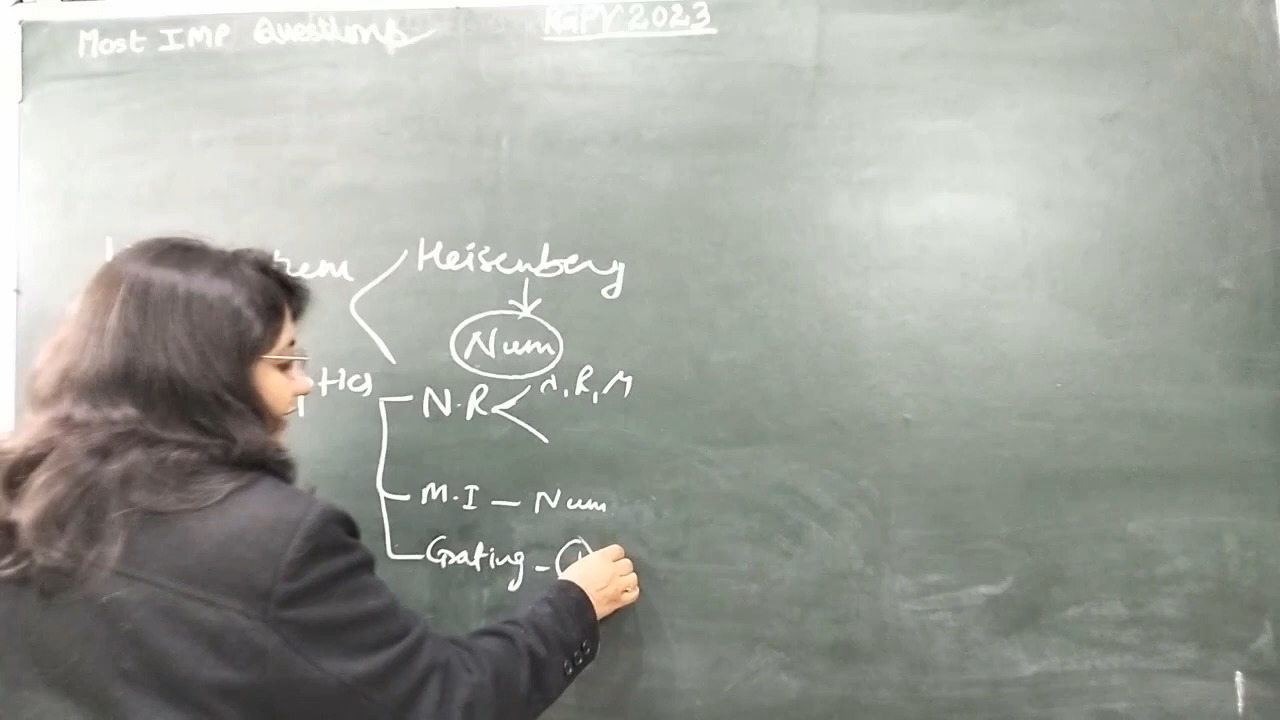 Most IMP Questions RGPV 2023
Heisenberg
Num
N.R
M.I - Num
Grating -